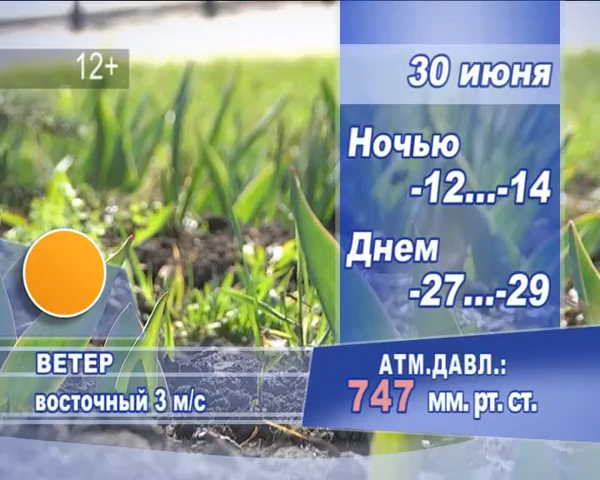 12+
30 июня
Ночью
-12...-14
Днем
-27...-29
ВЕТЕР
восточный 3 м/с
АТМ.ДАВЛ.:
747 мм. рт. ст.